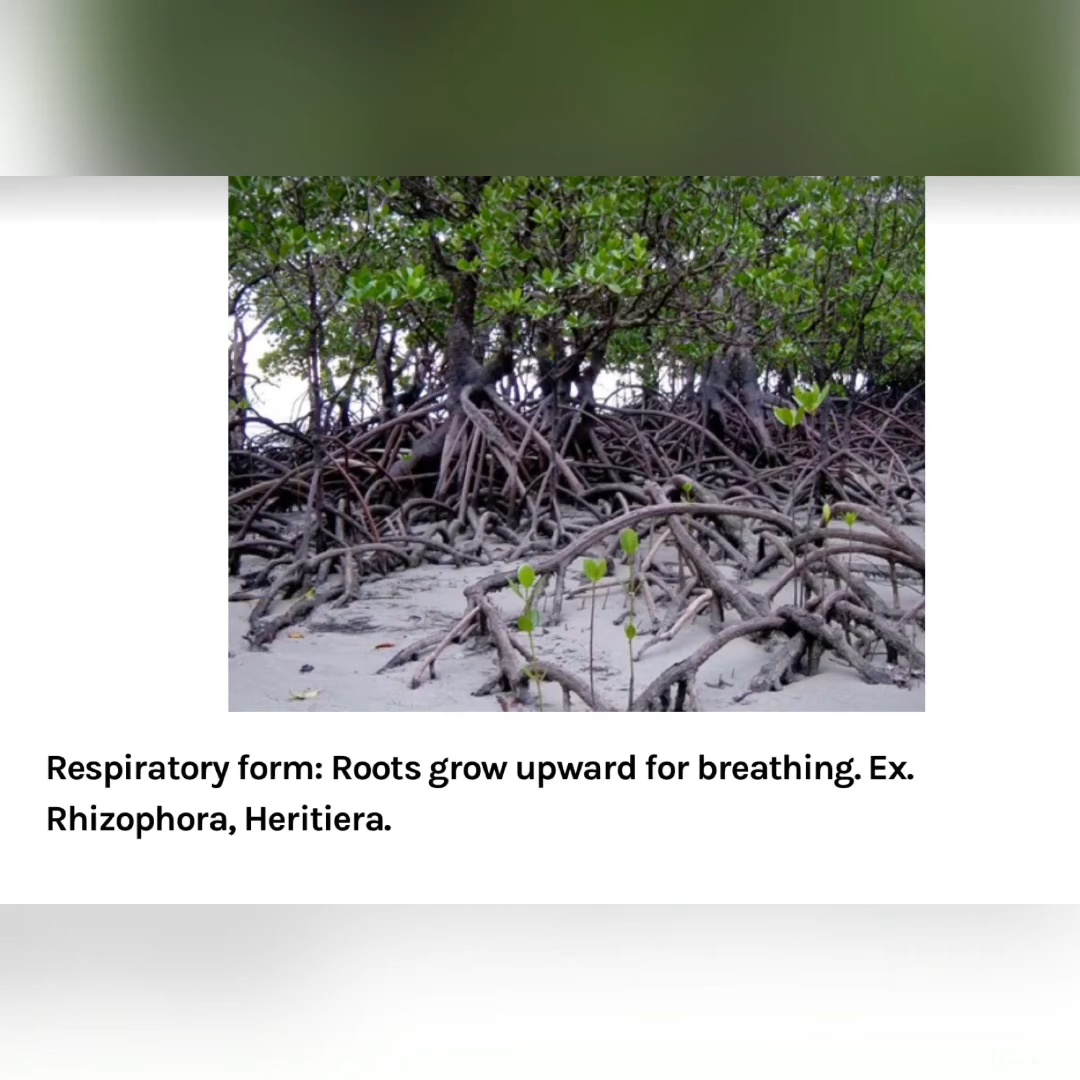 Respiratory form: Roots grow upward for breathing. Ex.
Rhizophora, Heritiera.